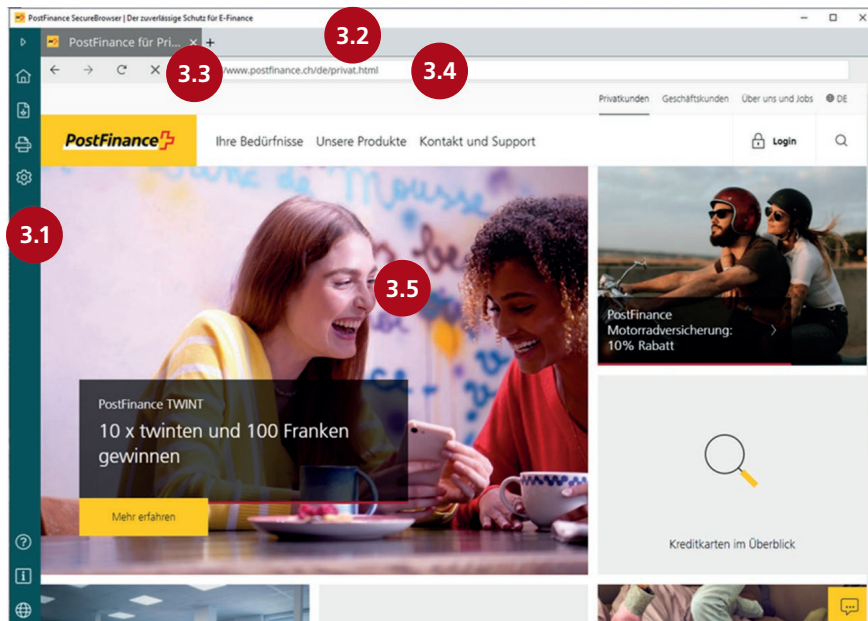 PostFinance SecureBrowser | Der zuverlässige Schutz für E-Finance
PostFinance für Pri...
3.2
3.3
/www.postfinance.ch/de/privat.html
3.4
Privatkunden Geschäftskunden Über uns und Jobs DE
PostFinance
Ihre Bedürfnisse Unsere Produkte Kontakt und Support
Login
3.1
3.5
PostFinance
Motorradversicherung:
10% Rabatt
PostFinance TWINT
10 x twinten und 100 Franken
gewinnen
Mehr erfahren
Kreditkarten im Überblick